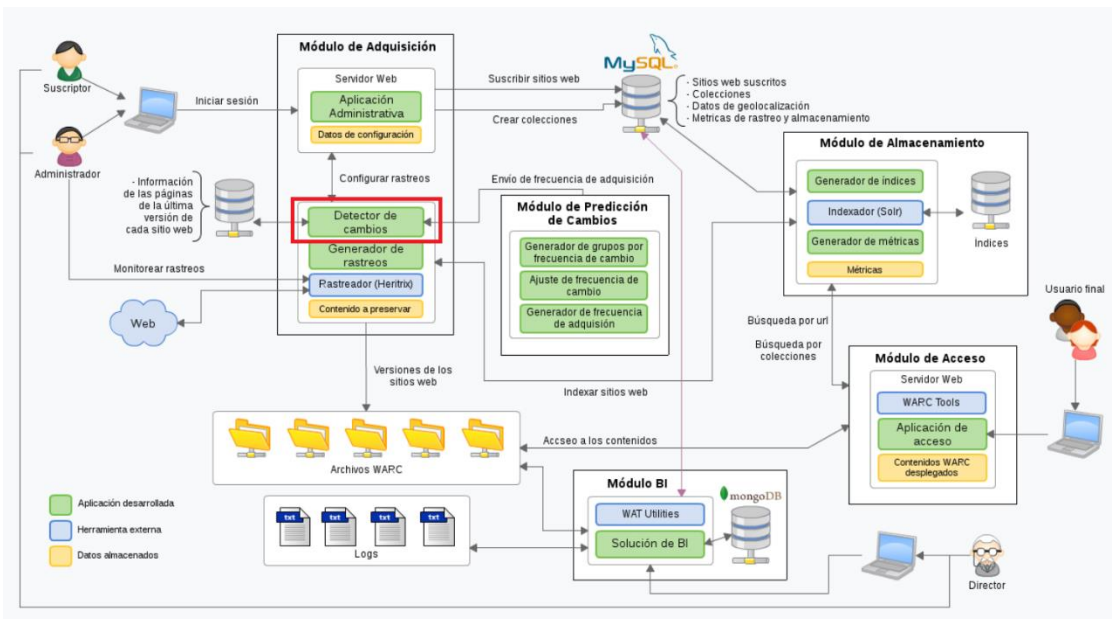 Módulo de Adquisición
Servidor Web
Aplicación
Administrativa
Datos de configuración
Suscriptor
Iniciar sesión
Administrador
Suscribir sitios web
Crear colecciones
MySQL
- Sitios web suscritos
- Colecciones
- Datos de geolocalización
- Metricas de rastreo y almacenamiento
Configurar rastreos
- Información
de las páginas
de la última
versión de
cada sitio web
Detector de
cambios
Generador de
rastreos
Rastreador (Heritrix)
Contenido a preservar
Monitorear rastreos
Web
Envío de frecuencia de adquisición
Módulo de Predicción
de Cambios
Generador de grupos por
frecuencia de cambio
Ajuste de frecuencia de
cambio
Generador de frecuencia
de adquisión
Módulo de Almacenamiento
Generador de índices
Indexador (Solr)
Generador de métricas
Métricas
Índices
Usuario final
Búsqueda por url
Búsqueda por
colecciones
Módulo de Acceso
Servidor Web
WARC Tools
Aplicación de
acceso
Contenidos WARC
desplegados
Versiones de los
sitios web
Indexar sitios web
Archivos WARC
Accseo a los contenidos
Módulo BI
WAT Utilities
Solución de BI
mongoDB
txt
txt
txt
txt
Logs
Aplicación desarrollada
Herramienta externa
Datos almacenados
Director